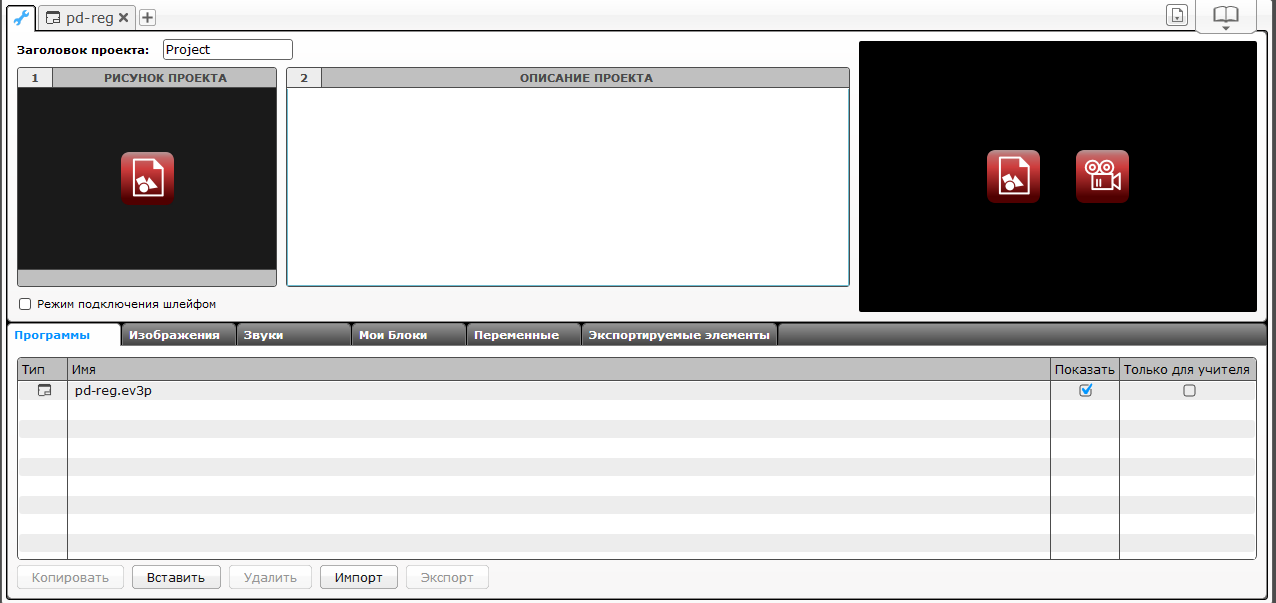 pd-reg
Заголовок проекта: Project
1 РИСУНОК ПРОЕКТА 2 ОПИСАНИЕ ПРОЕКТА
Режим подключения шлейфом
Программы Изображения Звуки Мои Блоки Переменные Экспортируемые элементы
Тип Имя Показать Только для учителя
pd-reg.ev3p
Копировать Вставить Удалить Импорт Экспорт